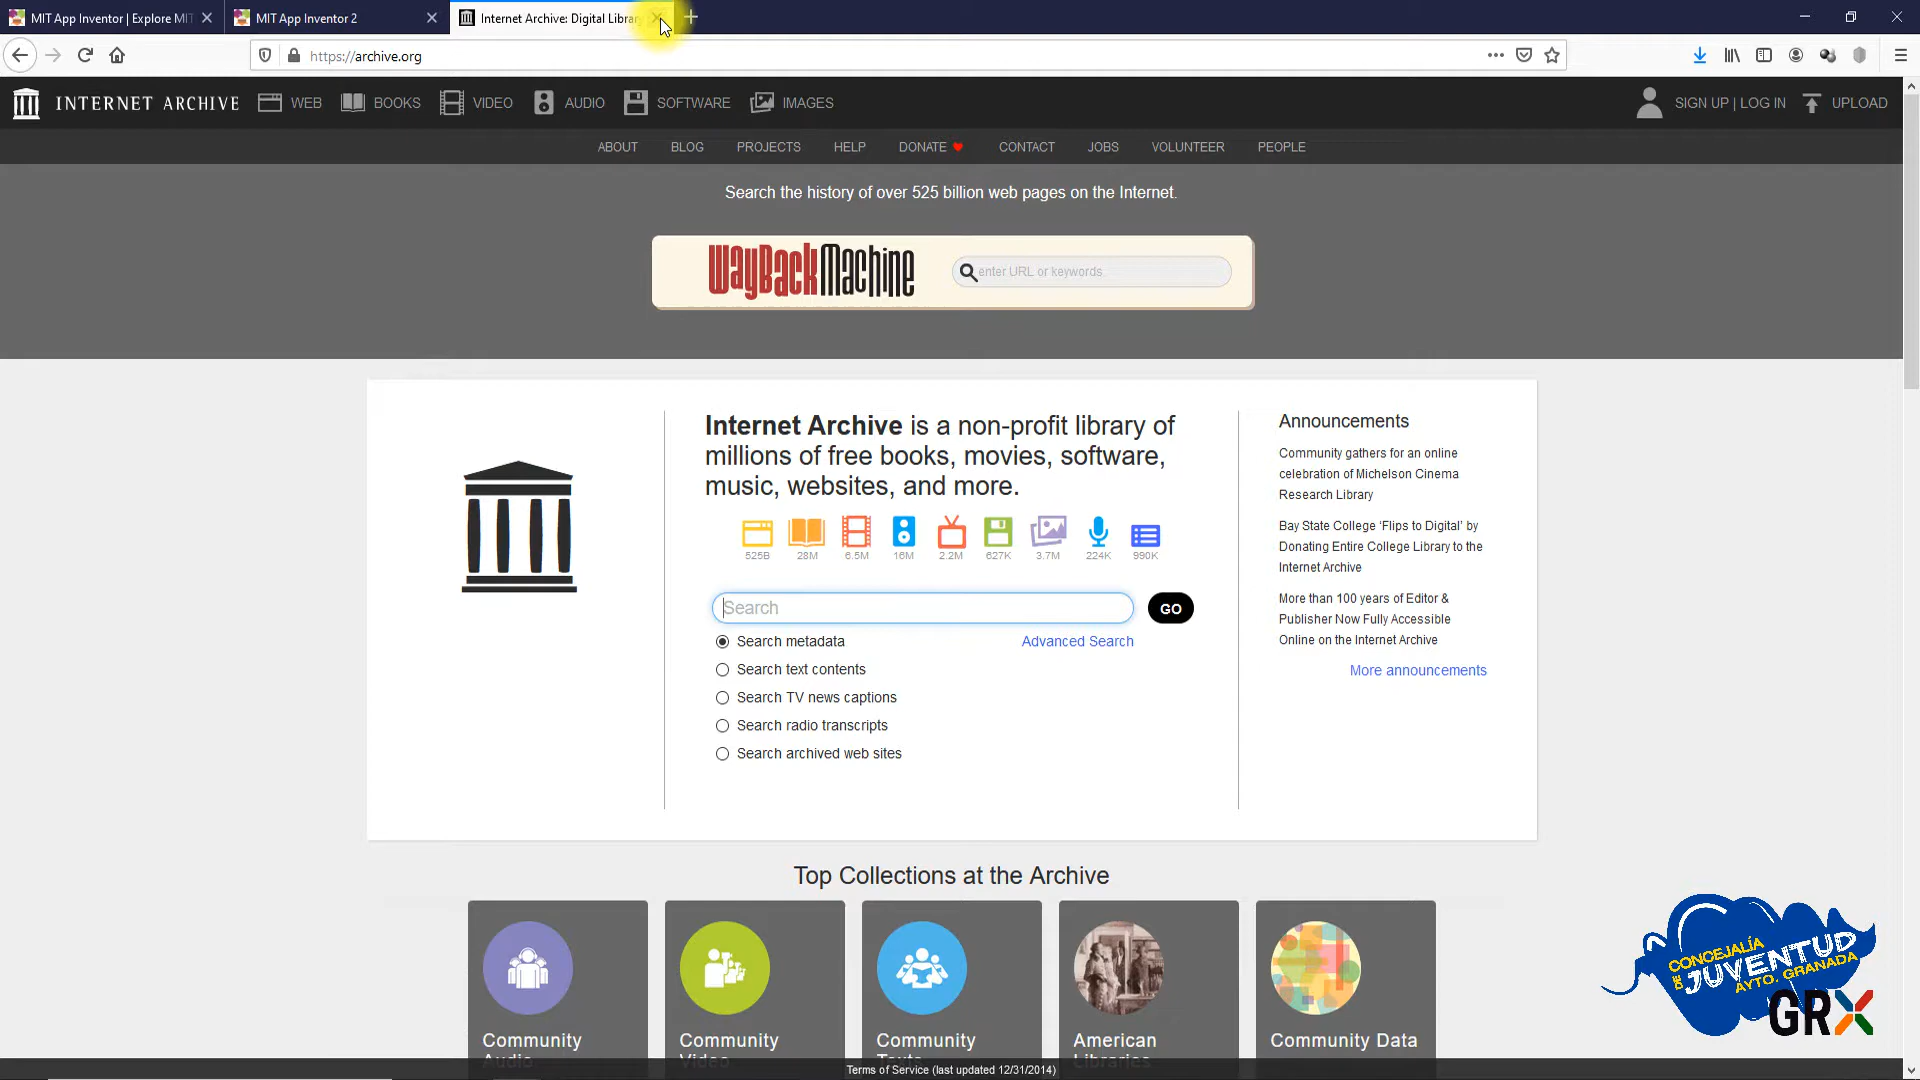 MIT App Inventor | Explore MIT
MIT App Inventor 2
Internet Archive: Digital Library
https://archive.org
INTERNET ARCHIVE
WEB
BOOKS
VIDEO
AUDIO
SOFTWARE
IMAGES
SIGN UP | LOG IN
UPLOAD
ABOUT
BLOG
PROJECTS
HELP
DONATE
CONTACT
JOBS
VOLUNTEER
PEOPLE
Search the history of over 525 billion web pages on the Internet.
WayBackMachine
enter URL or keywords
Internet Archive is a non-profit library of
millions of free books, movies, software,
music, websites, and more.
525B
28M
6.5M
16M
2.2M
627K
3.7M
224K
990K
Search
GO
Search metadata
Advanced Search
Search text contents
Search TV news captions
Search radio transcripts
Search archived web sites
Announcements
Community gathers for an online
celebration of Michelson Cinema
Research Library
Bay State College ‘Flips to Digital’ by
Donating Entire College Library to the
Internet Archive
More than 100 years of Editor &
Publisher Now Fully Accessible
Online on the Internet Archive
More announcements
Top Collections at the Archive
Community
Audio
Community
Video
Community
Texts
American
Libraries
Community Data
Terms of Service (last updated 12/31/2014)
CONCEJALÍA
DE JUVENTUD
AYTO. GRANADA
GRX